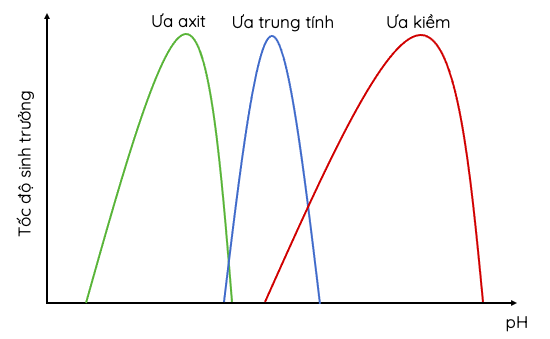 Ưa axit
Ưa trung tính
Ưa kiềm
Tốc độ sinh trưởng
pH